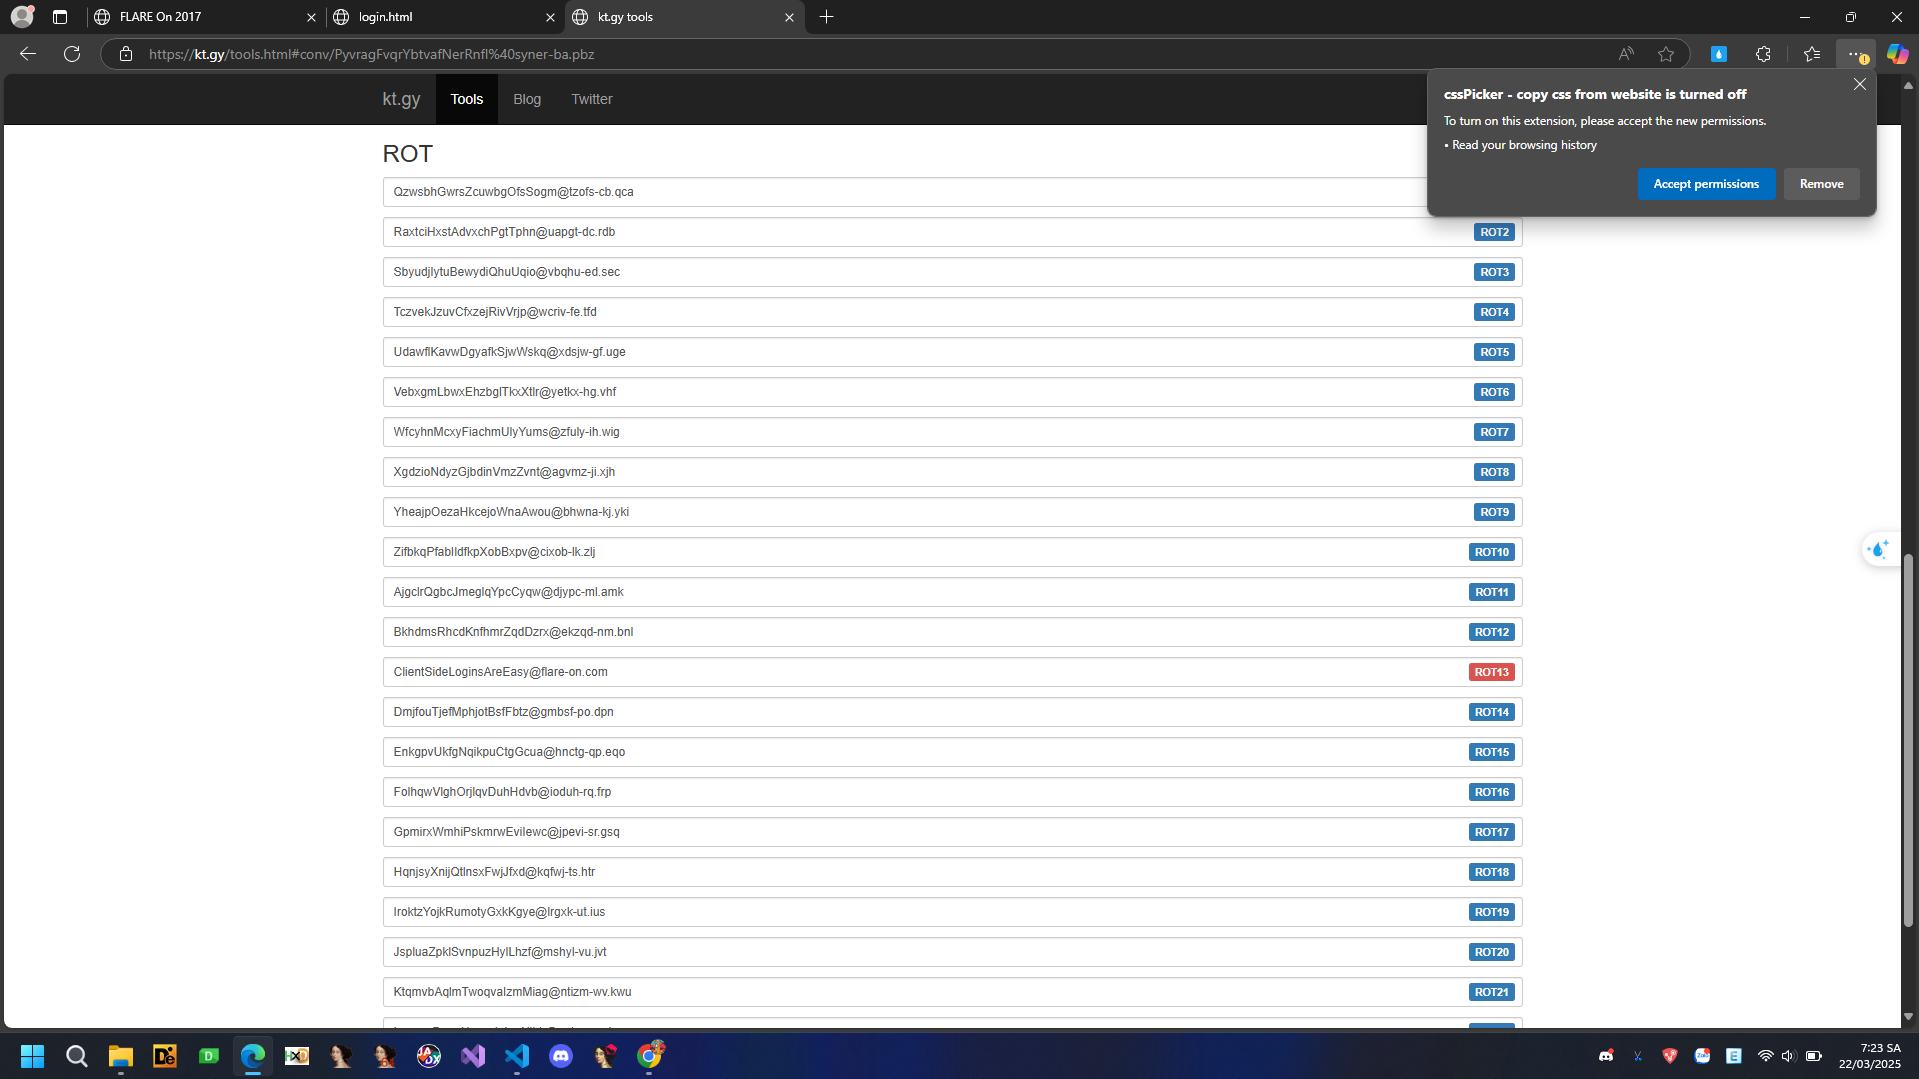 FLARE On 2017
login.html
kt.gy tools
https://kt.gy/tools.html#conv/PyvragFvqrYbtvafNerRnfl%40syner-ba.pbz
kt.gy
Tools
Blog
Twitter
cssPicker - copy css from website is turned off
To turn on this extension, please accept the new permissions.
• Read your browsing history
Accept permissions
Remove
ROT
QzwsbhGwrsZcuwbgOfsSogm@tzofs-cb.qca
RaxtciHxstAdvxchPgtTphn@uapgt-dc.rdb
ROT2
SbyudjIytuBewydiQhuUqio@vbqhu-ed.sec
ROT3
TczvekJzuvCfxzejRivVrjp@wcriv-fe.tfd
ROT4
UdawflKavwDgyafkSjwWskq@xdsjw-gf.uge
ROT5
VebxgmLbwxEhzbglTkxXtlr@yetkx-hg.vhf
ROT6
WfcyhnMcxyFiachmUlyYums@zfuly-ih.wig
ROT7
XgdzioNdyzGjbdinVmzZvnt@agvmz-ji.xjh
ROT8
YheajpOezaHkcejoWnaAwou@bhwna-kj.yki
ROT9
ZifbkqPfabIldfkpXobBxpv@cixob-lk.zlj
ROT10
AjgclrQgbcJmeglqYpcCyqw@djypc-ml.amk
ROT11
BkhdmsRhcdKnfhmrZqdDzrx@ekzqd-nm.bnl
ROT12
ClientSideLoginsAreEasy@flare-on.com
ROT13
DmjfouTjefMphjotBsfFbtz@gmbsf-po.dpn
ROT14
EnkgpvUkfgNqikpuCtgGcua@hnctg-qp.eqo
ROT15
FolhqwVlghOrjlqvDuhHdvb@ioduh-rq.frp
ROT16
GpmirxWmhiPskmrwEviIewc@jpevi-sr.gsq
ROT17
HqnjsyXnijQtlnsxFwjJfxd@kqfwj-ts.htr
ROT18
IroktzYojkRumotyGxkKgye@lrgxk-ut.ius
ROT19
JspluaZpklSvnpuzHylLhzf@mshyl-vu.jvt
ROT20
KtqmvbAqlmTwoqvaIzmMiag@ntizm-wv.kwu
ROT21
7:23 SA
22/03/2025